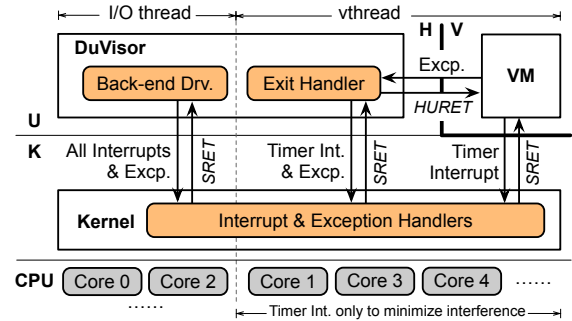 I/O thread
vthread
DuVisor
H
V
Back-end Drv.
Exit Handler
Excp.
HURET
VM
U
K
All Interrupts
& Excp.
SRET
Timer Int.
& Excp.
SRET
Timer
Interrupt
SRET
Kernel
Interrupt & Exception Handlers
CPU
Core 0
Core 2
Core 1
Core 3
Core 4
......
......
Timer Int. only to minimize interference